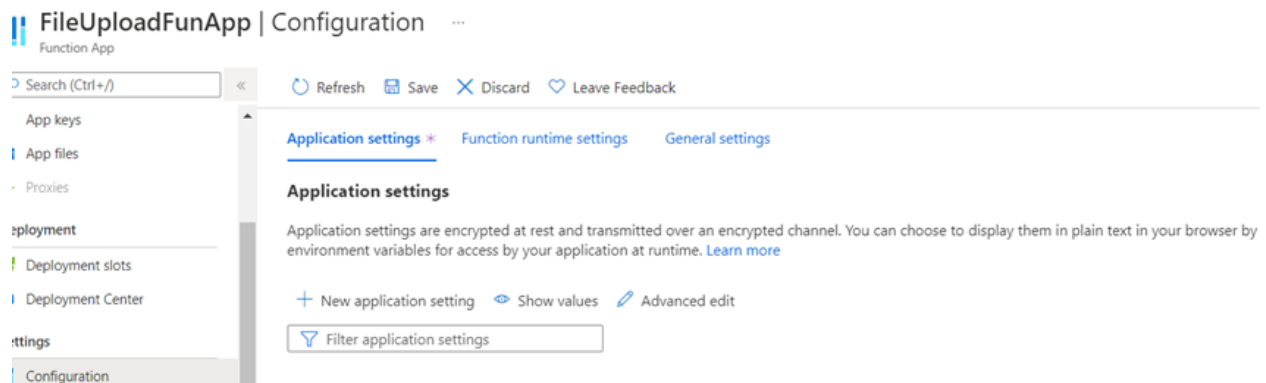 FileUploadFunApp | Configuration ...
Function App
Search (Ctrl+/)
«
Refresh Save Discard Leave Feedback
App keys
App files
Proxies
eployment
Deployment slots
Deployment Center
ttings
Configuration
Application settings * Function runtime settings General settings
Application settings
Application settings are encrypted at rest and transmitted over an encrypted channel. You can choose to display them in plain text in your browser by
environment variables for access by your application at runtime. Learn more
New application setting Show values Advanced edit
Filter application settings